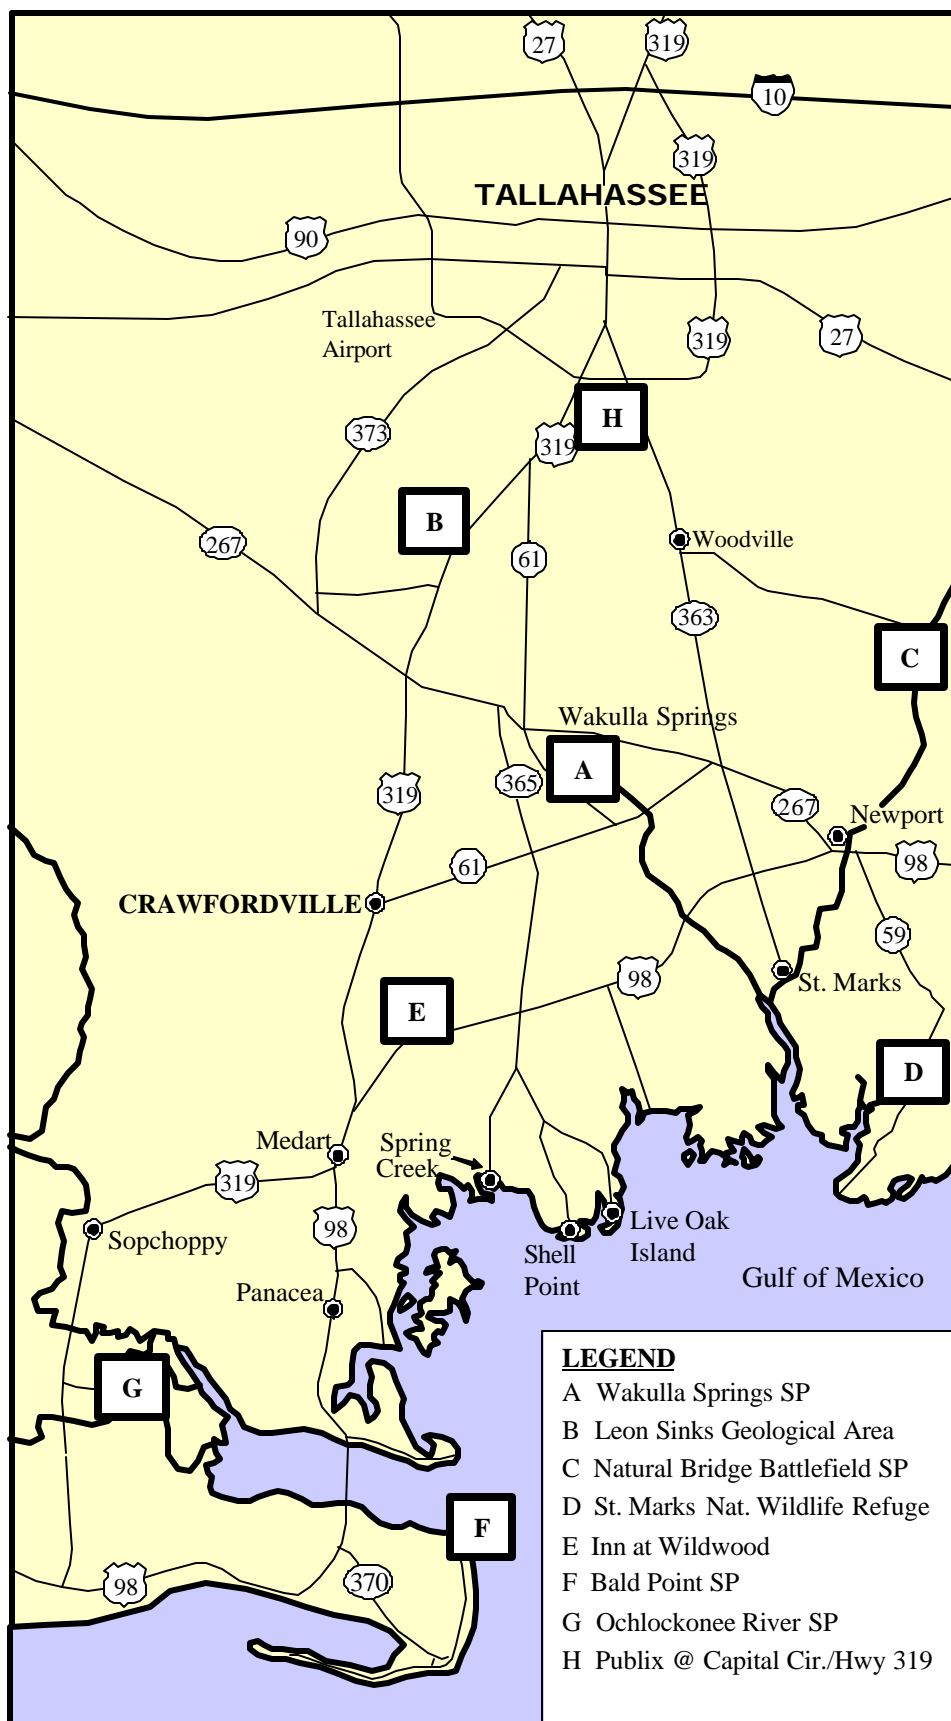 27
319
10
319
TALLAHASSEE
90
Tallahassee
Airport
319
27
H
373
319
B
267
61
Woodville
363
C
Wakulla Springs
A
365
319
267
Newport
98
61
CRAWFORDVILLE
59
98
St. Marks
E
D
Medart
Spring
Creek
319
98
Sopchoppy
Live Oak
Island
Shell
Point
Gulf of Mexico
Panacea
G
F
98
370
LEGEND
A Wakulla Springs SP
B Leon Sinks Geological Area
C Natural Bridge Battlefield SP
D St. Marks Nat. Wildlife Refuge
E Inn at Wildwood
F Bald Point SP
G Ochlockonee River SP
H Publix @ Capital Cir./Hwy 319